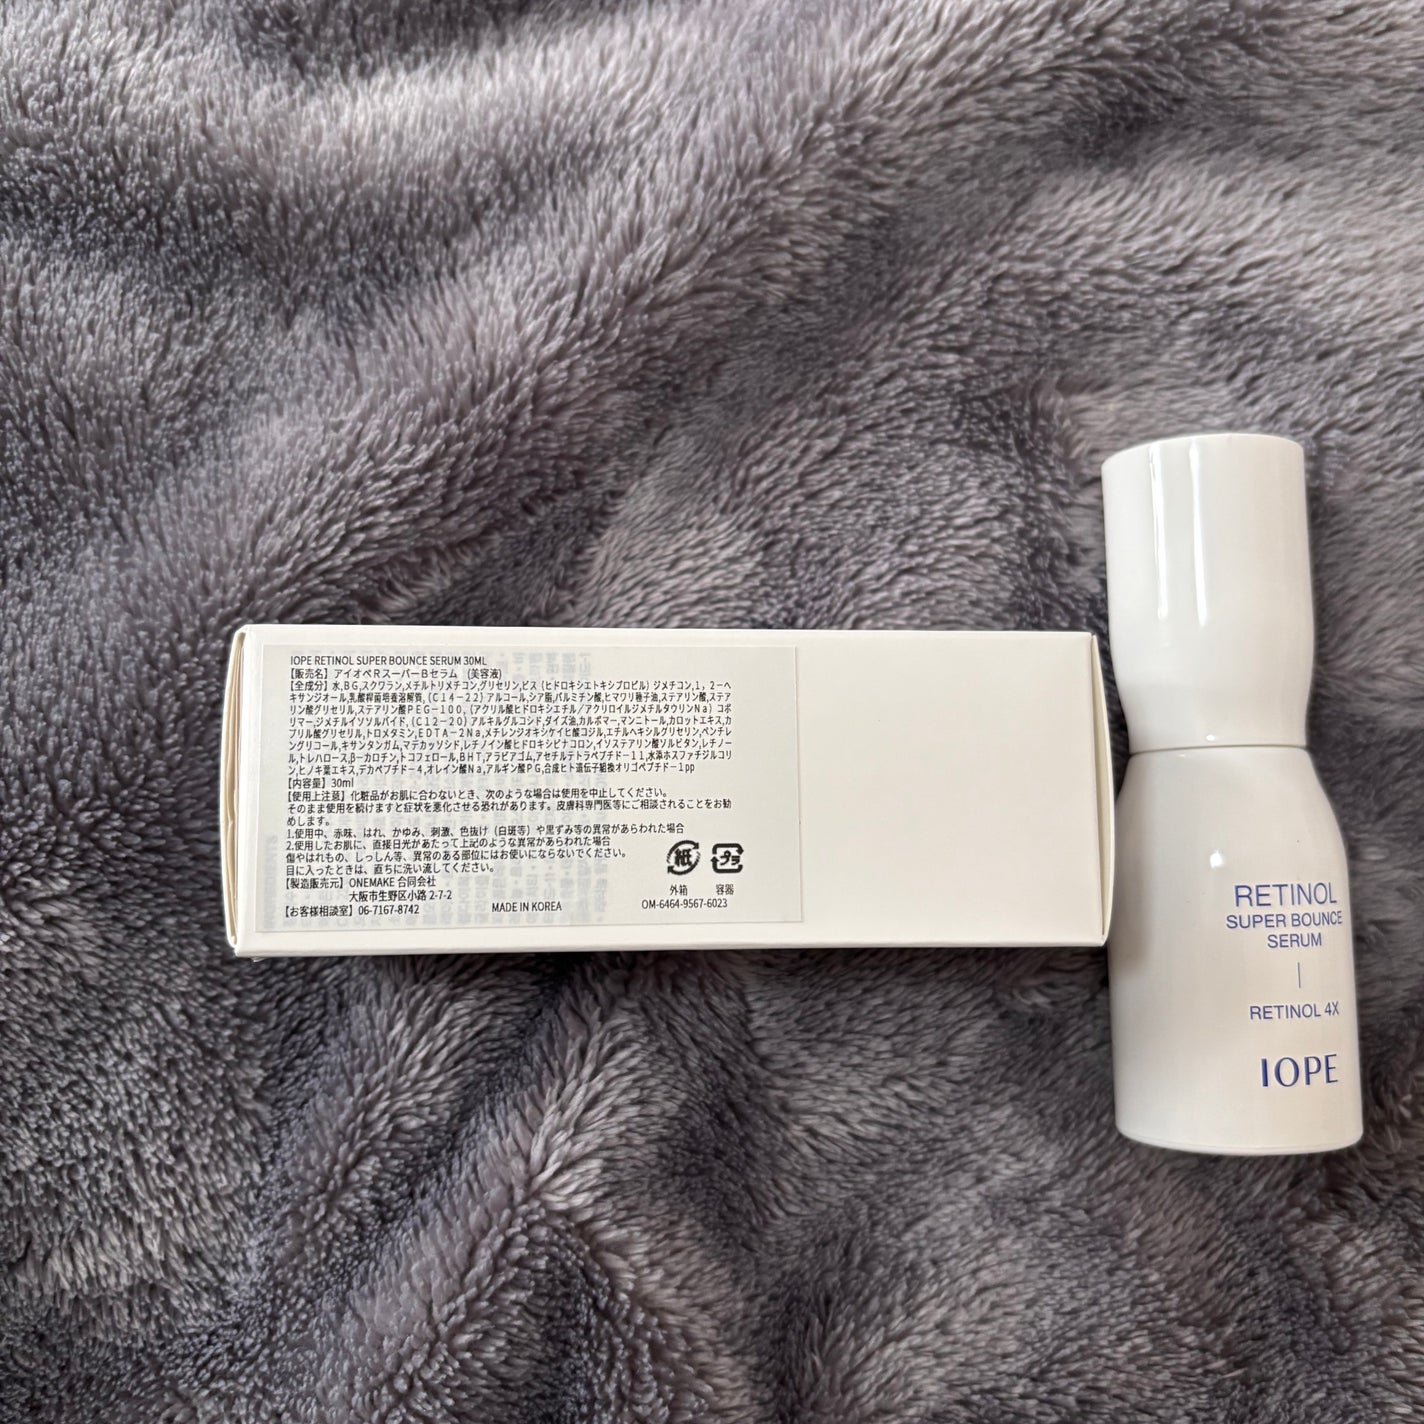 IOPE RETINOL SUPER BOUNCE SERUM 30ML
【販売名】アイオペRスーパーBセラム (美容液)
【全成分】水,BG,スクワラン,メチルトリメチコン,グリセリン,ビス(ヒドロキシエトキシプロピル)ジメチコン,1,2-ヘ
キサンジオール,乳酸桿菌培養溶解質,(C14-22)アルコール,シア脂,パルミチン酸,ヒマワリ種子油,ステアリン酸,ステア
リン酸グリセリル,ステアリン酸PEG-100,(アクリル酸ヒドロキシエチル/アクリロイルジメチルタウリンNa)コポ
リマー,ジメチルイソソルバイド,(C12-20)アルキルグルコシド,ダイズ油,カルボマー,マンニトール,カロットエキス,カ
プリル酸グリセリル,トロメタミン,EDTA-2Na,メチレンジオキシケイヒ酸コジル,エチルヘキシルグリセリン,ペンチレ
ングリコール,キサンタンガム,マデカッソシド,レチノイン酸ヒドロキシピナコロン,イソステアリン酸ソルビタン,レチノー
ル,トレハロース,β-カロチン,トコフェロール,BHT,アラビアゴム,アセチルテトラペプチド-11,水添ホスファチジルコリ
ン,ヒノキ葉エキス,デカペプチド-4,オレイン酸Na,アルギン酸PG,合成ヒト遺伝子組換オリゴペプチド-1pp
【内容量】30ml
【使用上注意】化粧品がお肌に合わないとき、次のような場合は使用を中止してください。
そのまま使用を続けますと症状を悪化させる恐れがあります。皮膚科専門医等にご相談されることをお勧
めします。
1.使用中、赤味、はれ、かゆみ、刺激、色抜け(白斑等)や黒ずみ等の異常があらわれた場合
2.使用したお肌に、直接日光があたって上記のような異常があらわれた場合
傷やはれもの、しっしん等、異常のある部位にはお使いにならないでください。
目に入ったときは、直ちに洗い流してください。
【製造販売元】ONEMAKE 合同会社
大阪市生野区小路 2-7-2
【お客様相談室】06-7167-8742
MADE IN KOREA
紙 プラ
外箱 容器
OM-6464-9567-6023
RETINOL
SUPER BOUNCE
SERUM
RETINOL 4X
IOPE